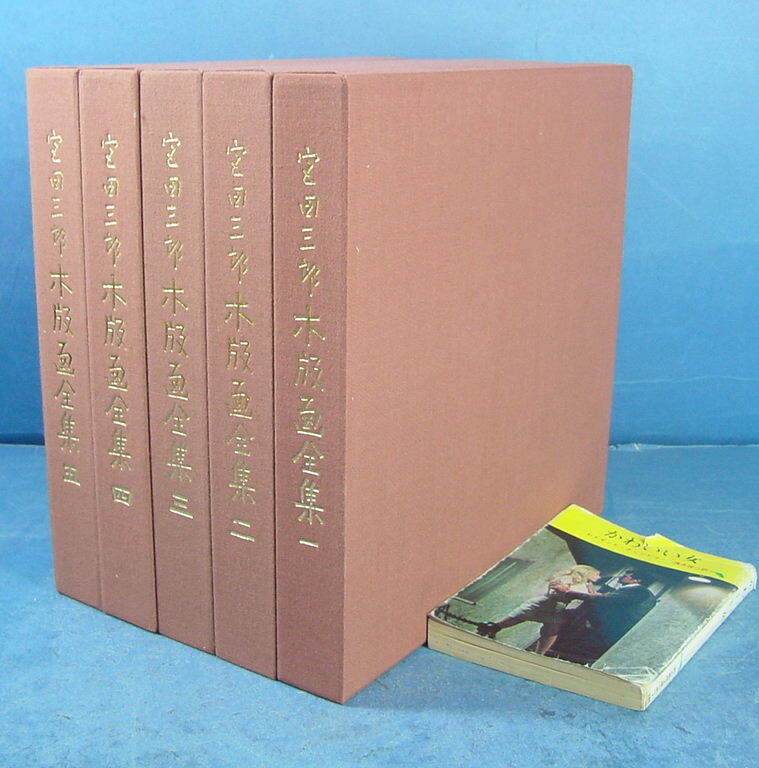 宮田三郎木版画全集 一
宮田三郎木版画全集 二
宮田三郎木版画全集 三
宮田三郎木版画全集 四
宮田三郎木版画全集 五
かわいい女